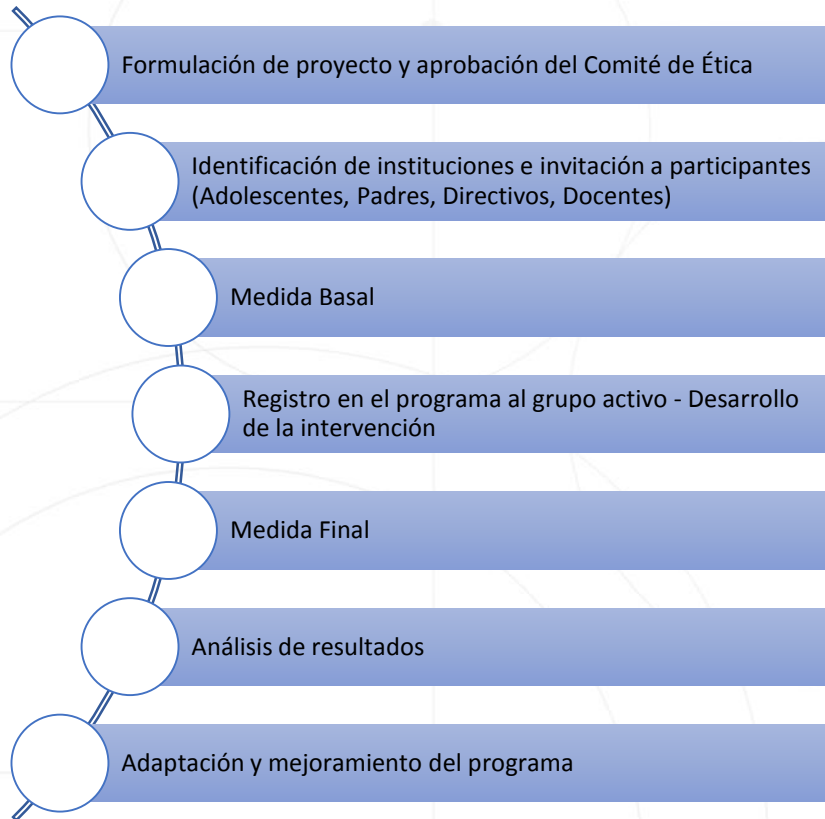 Formulación de proyecto y aprobación del Comité de Ética
Identificación de instituciones e invitación a participantes
(Adolescentes, Padres, Directivos, Docentes)
Medida Basal
Registro en el programa al grupo activo - Desarrollo
de la intervención
Medida Final
Análisis de resultados
Adaptación y mejoramiento del programa